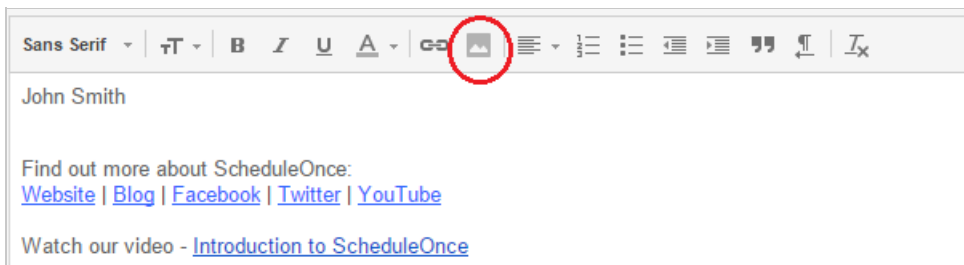 Sans Serif
John Smith
Find out more about ScheduleOnce:
Website | Blog | Facebook | Twitter | YouTube
Watch our video - Introduction to ScheduleOnce